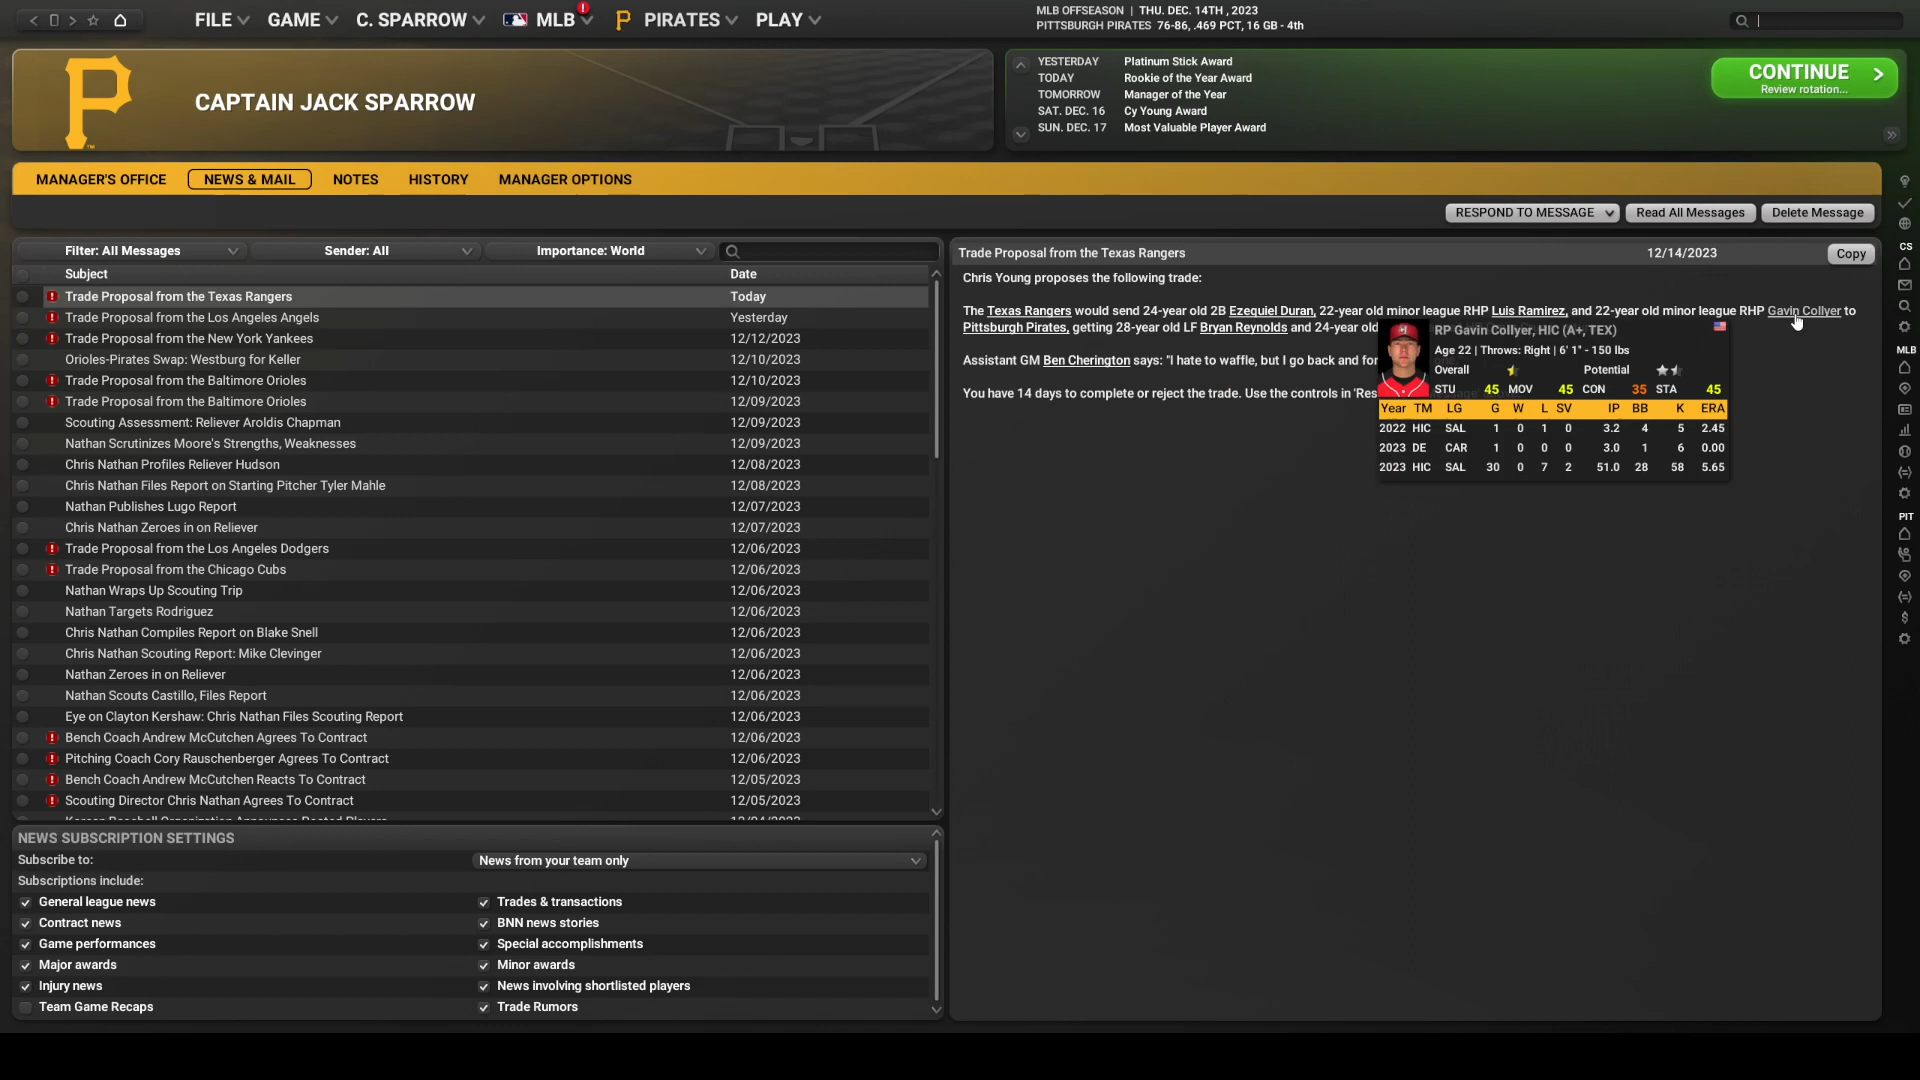 FILE GAME C. SPARROW MLB PIRATES PLAY
MLB OFFSEASON | THU. DEC. 14TH , 2023
PITTSBURGH PIRATES 76-86, .469 PCT, 16 GB - 4th
P
CAPTAIN JACK SPARROW
YESTERDAY Platinum Stick Award
TODAY Rookie of the Year Award
TOMORROW Manager of the Year
SAT. DEC. 16 Cy Young Award
SUN. DEC. 17 Most Valuable Player Award
CONTINUE
Review rotation...
MANAGER'S OFFICE NEWS & MAIL NOTES HISTORY MANAGER OPTIONS
RESPOND TO MESSAGE Read All Messages Delete Message
Filter: All Messages Sender: All Importance: World
Subject Date
Trade Proposal from the Texas Rangers Today
Trade Proposal from the Los Angeles Angels Yesterday
Trade Proposal from the New York Yankees 12/12/2023
Orioles-Pirates Swap: Westburg for Keller 12/10/2023
Trade Proposal from the Baltimore Orioles 12/10/2023
Trade Proposal from the Baltimore Orioles 12/09/2023
Scouting Assessment: Reliever Aroldis Chapman 12/09/2023
Nathan Scrutinizes Moore's Strengths, Weaknesses 12/09/2023
Chris Nathan Profiles Reliever Hudson 12/08/2023
Chris Nathan Files Report on Starting Pitcher Tyler Mahle 12/08/2023
Nathan Publishes Lugo Report 12/07/2023
Chris Nathan Zeroes in on Reliever 12/07/2023
Trade Proposal from the Los Angeles Dodgers 12/06/2023
Trade Proposal from the Chicago Cubs 12/06/2023
Nathan Wraps Up Scouting Trip 12/06/2023
Nathan Targets Rodriguez 12/06/2023
Chris Nathan Compiles Report on Blake Snell 12/06/2023
Chris Nathan Scouting Report: Mike Clevinger 12/06/2023
Nathan Zeroes in on Reliever 12/06/2023
Nathan Scouts Castillo, Files Report 12/06/2023
Eye on Clayton Kershaw: Chris Nathan Files Scouting Report 12/06/2023
Bench Coach Andrew McCutchen Agrees To Contract 12/06/2023
Pitching Coach Cory Rauschenberger Agrees To Contract 12/06/2023
Bench Coach Andrew McCutchen Reacts To Contract 12/05/2023
Scouting Director Chris Nathan Agrees To Contract 12/05/2023
NEWS SUBSCRIPTION SETTINGS
Subscribe to: News from your team only
Subscriptions include:
General league news Trades & transactions
Contract news BNN news stories
Game performances Special accomplishments
Major awards Minor awards
Injury news News involving shortlisted players
Team Game Recaps Trade Rumors
Trade Proposal from the Texas Rangers 12/14/2023 Copy
Chris Young proposes the following trade:
The Texas Rangers would send 24-year old 2B Ezequiel Duran, 22-year old minor league RHP Luis Ramirez, and 22-year old minor league RHP Gavin Collyer to
Pittsburgh Pirates, getting 28-year old LF Bryan Reynolds and 24-year old
Assistant GM Ben Cherington says: "I hate to waffle, but I go back and
You have 14 days to complete or reject the trade. Use the controls in
RP Gavin Collyer, HIC (A+, TEX)
Age 22 | Throws: Right | 6' 1" - 150 lbs
Overall Potential
STU 45 MOV 45 CON 35 STA 45
Year TM LG G W L SV IP BB K ERA
2022 HIC SAL 1 0 1 0 3.2 4 5 2.45
2023 DE CAR 1 0 0 0 3.0 1 6 0.00
2023 HIC SAL 30 0 7 2 51.0 28 58 5.65
CS
MLB
PIT